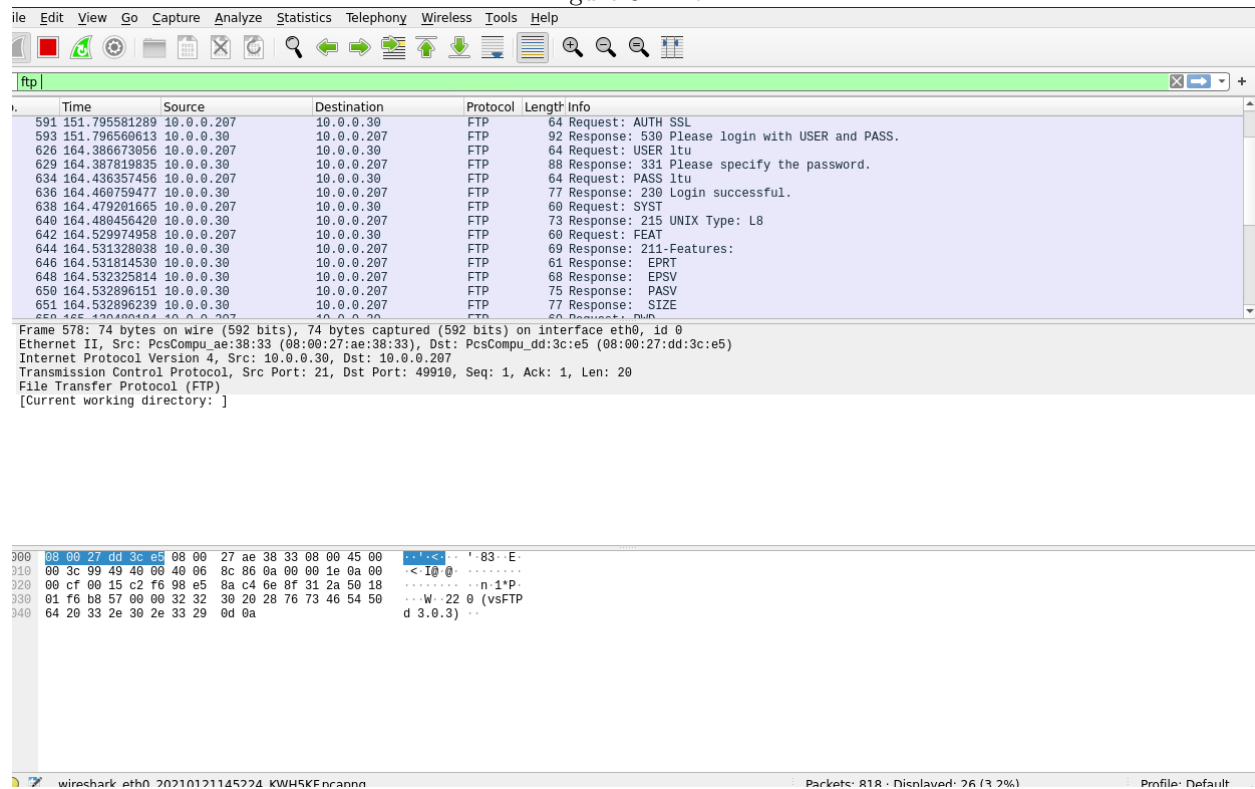 ile Edit View Go Capture Analyze Statistics Telephony Wireless Tools Help
ftp
Time Source Destination Protocol Length Info
591 151.795581289 10.0.0.207 10.0.0.30 FTP 64 Request: AUTH SSL
593 151.796560613 10.0.0.30 10.0.0.207 FTP 92 Response: 530 Please login with USER and PASS.
626 164.386673056 10.0.0.207 10.0.0.30 FTP 64 Request: USER ltu
629 164.387819835 10.0.0.30 10.0.0.207 FTP 88 Response: 331 Please specify the password.
634 164.436357456 10.0.0.207 10.0.0.30 FTP 64 Request: PASS ltu
636 164.460759477 10.0.0.30 10.0.0.207 FTP 77 Response: 230 Login successful.
638 164.479201665 10.0.0.207 10.0.0.30 FTP 60 Request: SYST
640 164.480456420 10.0.0.30 10.0.0.207 FTP 73 Response: 215 UNIX Type: L8
642 164.529974958 10.0.0.207 10.0.0.30 FTP 60 Request: FEAT
644 164.531328038 10.0.0.30 10.0.0.207 FTP 69 Response: 211-Features:
646 164.531814530 10.0.0.30 10.0.0.207 FTP 61 Response: EPRT
648 164.532325814 10.0.0.30 10.0.0.207 FTP 68 Response: EPSV
650 164.532896151 10.0.0.30 10.0.0.207 FTP 75 Response: PASV
651 164.532896239 10.0.0.30 10.0.0.207 FTP 77 Response: SIZE
Frame 578: 74 bytes on wire (592 bits), 74 bytes captured (592 bits) on interface eth0, id 0
Ethernet II, Src: PcsCompu_ae:38:33 (08:00:27:ae:38:33), Dst: PcsCompu_dd:3c:e5 (08:00:27:dd:3c:e5)
Internet Protocol Version 4, Src: 10.0.0.30, Dst: 10.0.0.207
Transmission Control Protocol, Src Port: 21, Dst Port: 49910, Seq: 1, Ack: 1, Len: 20
File Transfer Protocol (FTP)
[Current working directory: ]
000 08 00 27 dd 3c e5 08 00 27 ae 38 33 08 00 45 00 ··'·<··· '·83··E·
010 00 3c 99 49 40 00 40 06 8c 86 0a 00 00 1e 0a 00 ·<·I@·@· ········
020 00 cf 00 15 c2 f6 98 e5 8a c4 6e 8f 31 2a 50 18 ········ ··n·1*P·
030 01 f6 b8 57 00 00 32 32 30 20 28 76 73 46 54 50 ···W··22 0 (vsFTP
040 64 20 33 2e 30 2e 33 29 0d 0a d 3.0.3) ··
wireshark_eth0_20210121145224_KWH5KF.pcapng Packets: 818 · Displayed: 26 (3.2%) Profile: Default